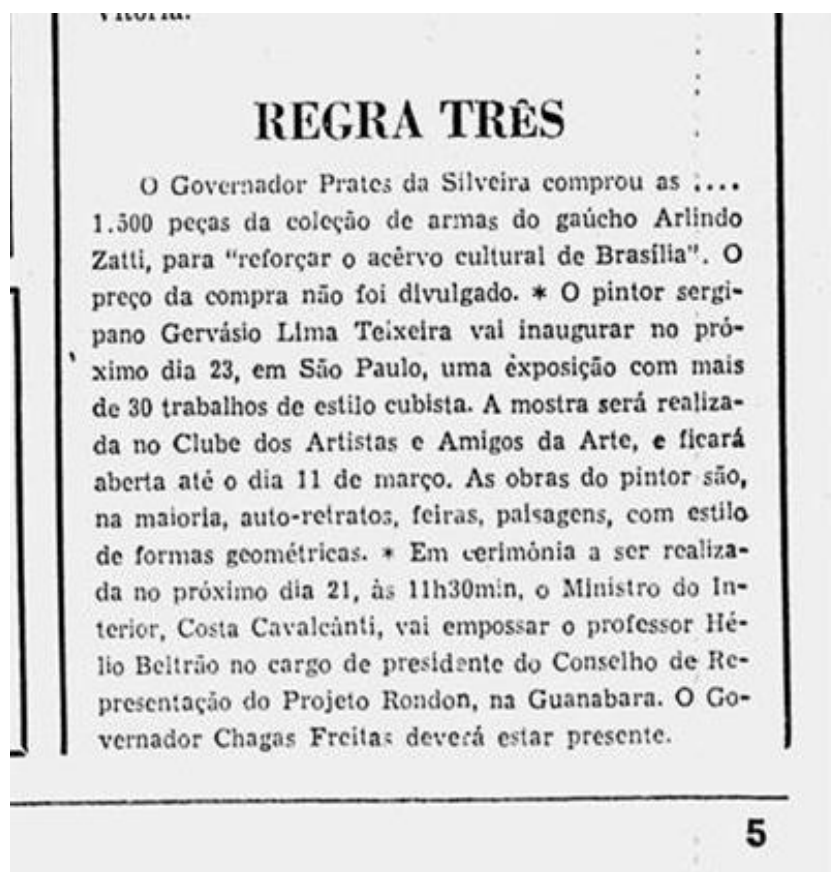 REGRA TRÊS
O Governador Prates da Silveira comprou as ....
1.500 peças da coleção de armas do gaúcho Arlindo
Zatti, para "reforçar o acêrvo cultural de Brasília". O
preço da compra não foi divulgado. * O pintor sergi-
pano Gervásio Lima Teixeira vai inaugurar no pró-
ximo dia 23, em São Paulo, uma exposição com mais
de 30 trabalhos de estilo cubista. A mostra será realiza-
da no Clube dos Artistas e Amigos da Arte, e ficará
aberta até o dia 11 de março. As obras do pintor são,
na maioria, auto-retratos, feiras, paisagens, com estilo
de formas geométricas. * Em cerimônia a ser realiza-
da no próximo dia 21, às 11h30min, o Ministro do In-
terior, Costa Cavalcânti, vai empossar o professor Hé-
lio Beltrão no cargo de presidente do Conselho de Re-
presentação do Projeto Rondon, na Guanabara. O Go-
vernador Chagas Freitas deverá estar presente.
5